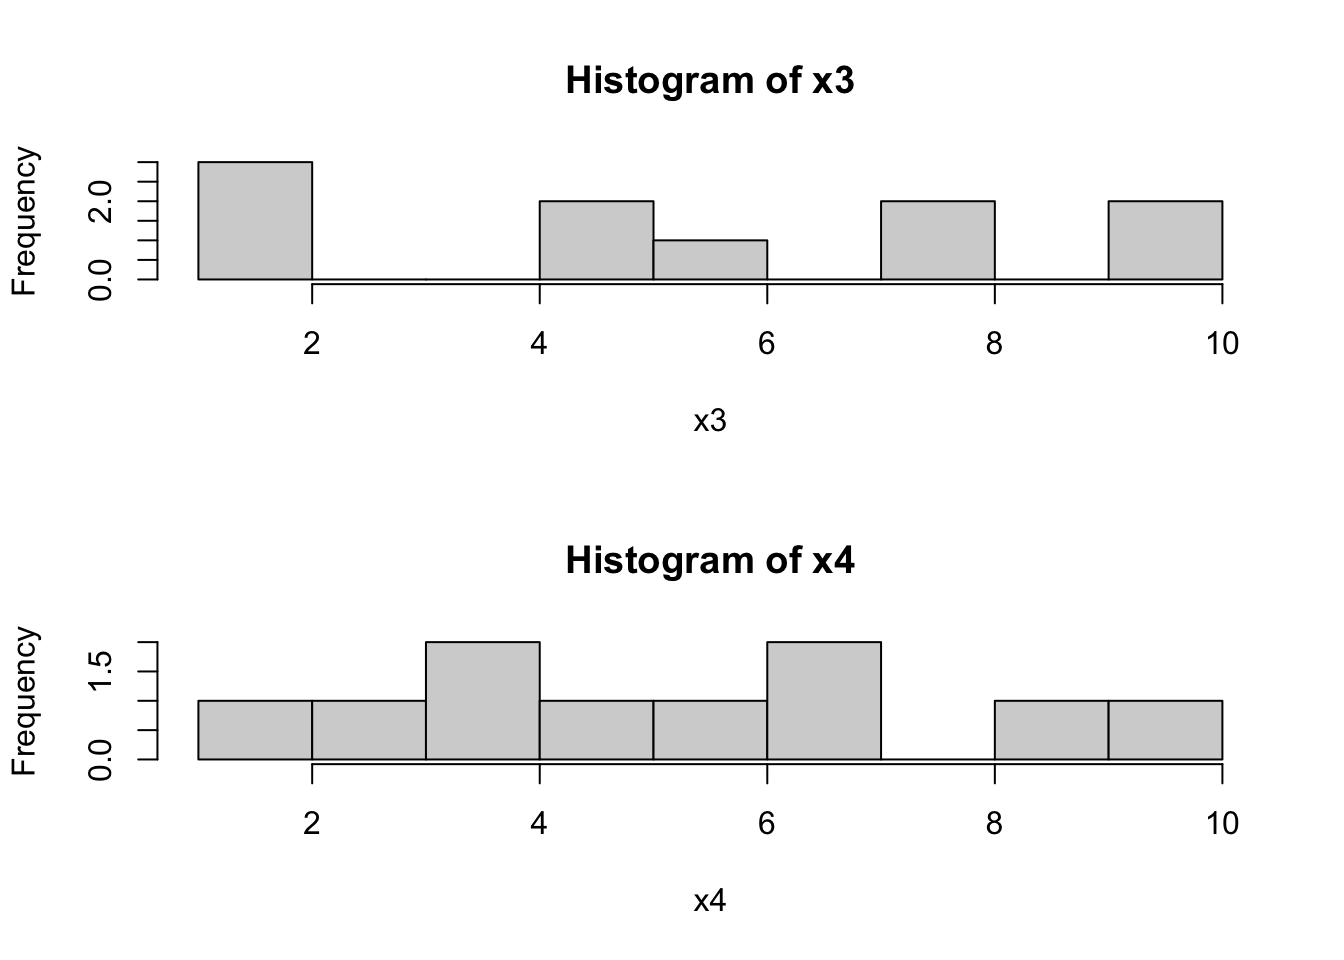 Histogram of x3
Frequency
0.0 2.0
2 4 6 8 10
x3
Histogram of x4
Frequency
0.0 1.5
2 4 6 8 10
x4